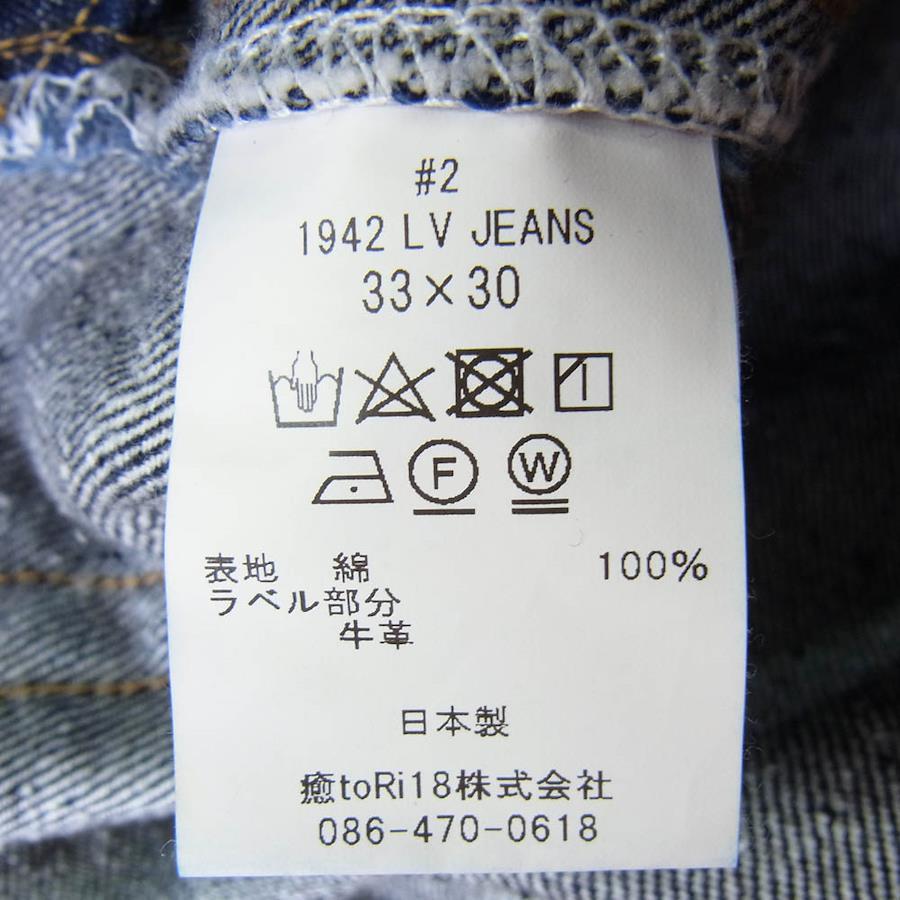 #2
1942 LV JEANS
33×30
F W
表地 綿 100%
ラベル部分
牛革
日本製
癒toRi18株式会社
086-470-0618